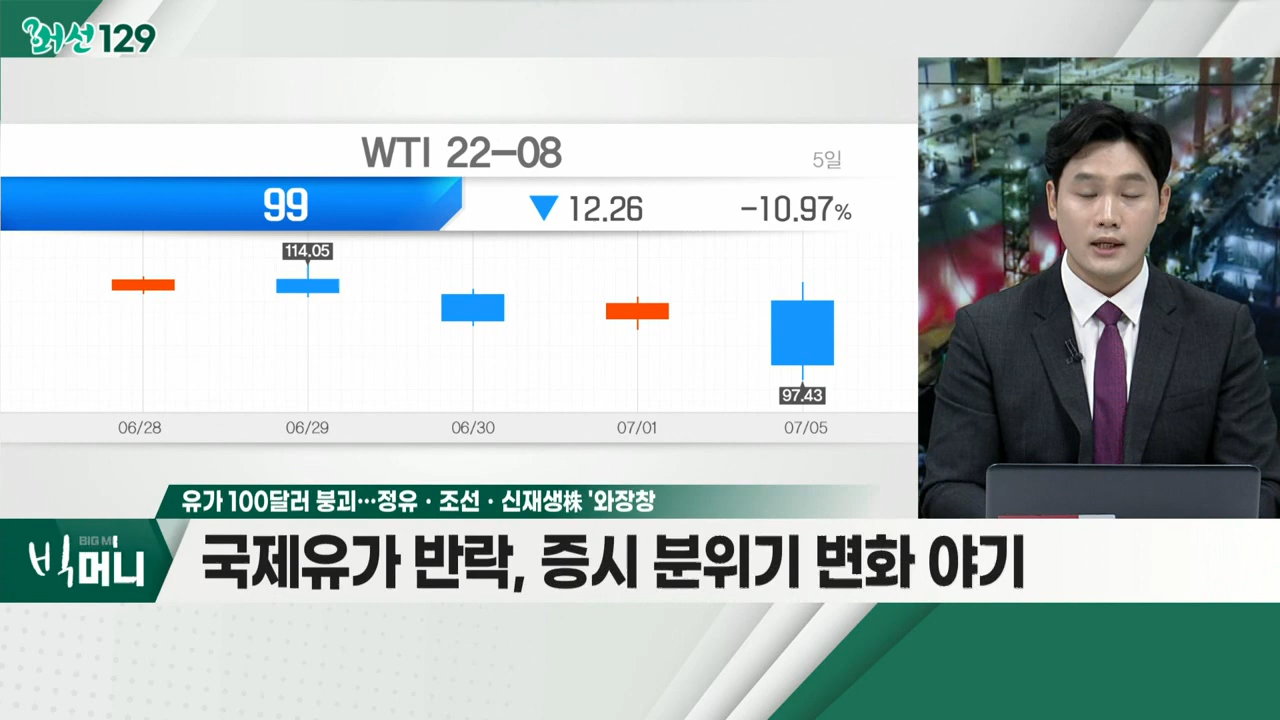 머선129
WTI 22-08
5일
99
▼ 12.26
-10.97%
114.05
97.43
06/28
06/29
06/30
07/01
07/05
유가 100달러 붕괴…정유·조선·신재생株 '와장창
BIG M
빅머니
국제유가 반락, 증시 분위기 변화 야기